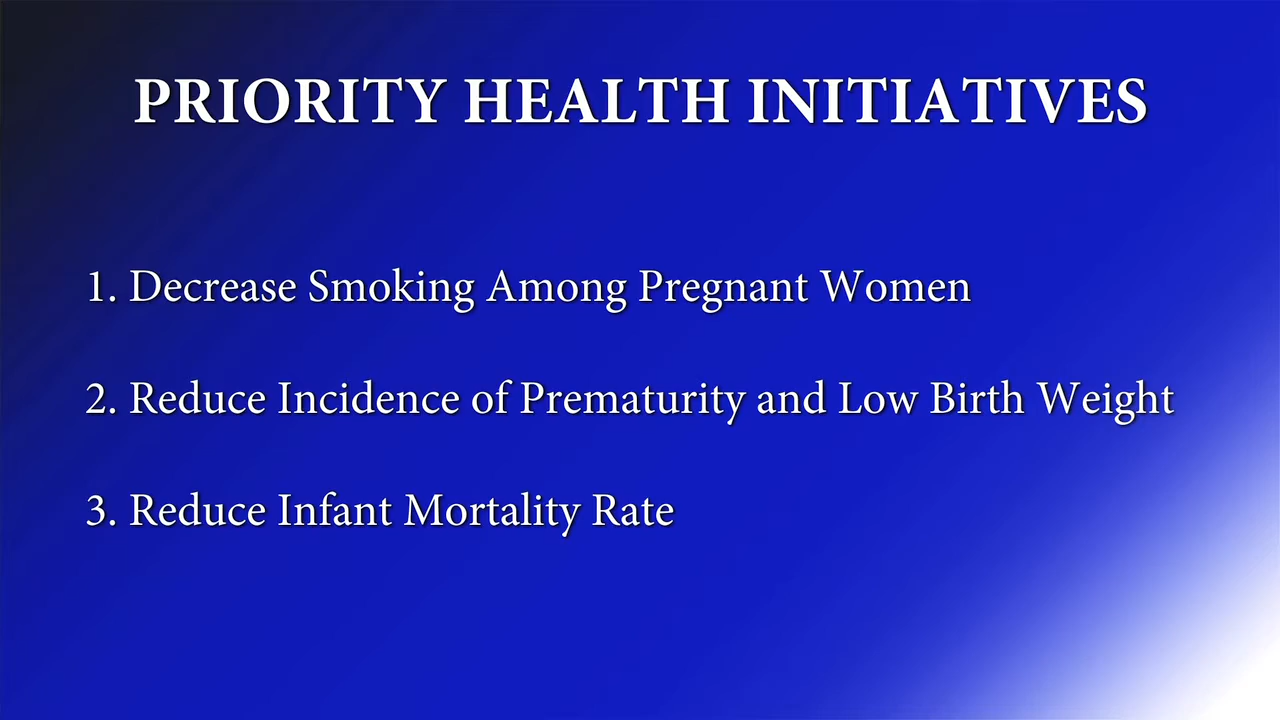 PRIORITY HEALTH INITIATIVES
1. Decrease Smoking Among Pregnant Women
2. Reduce Incidence of Prematurity and Low Birth Weight
3. Reduce Infant Mortality Rate